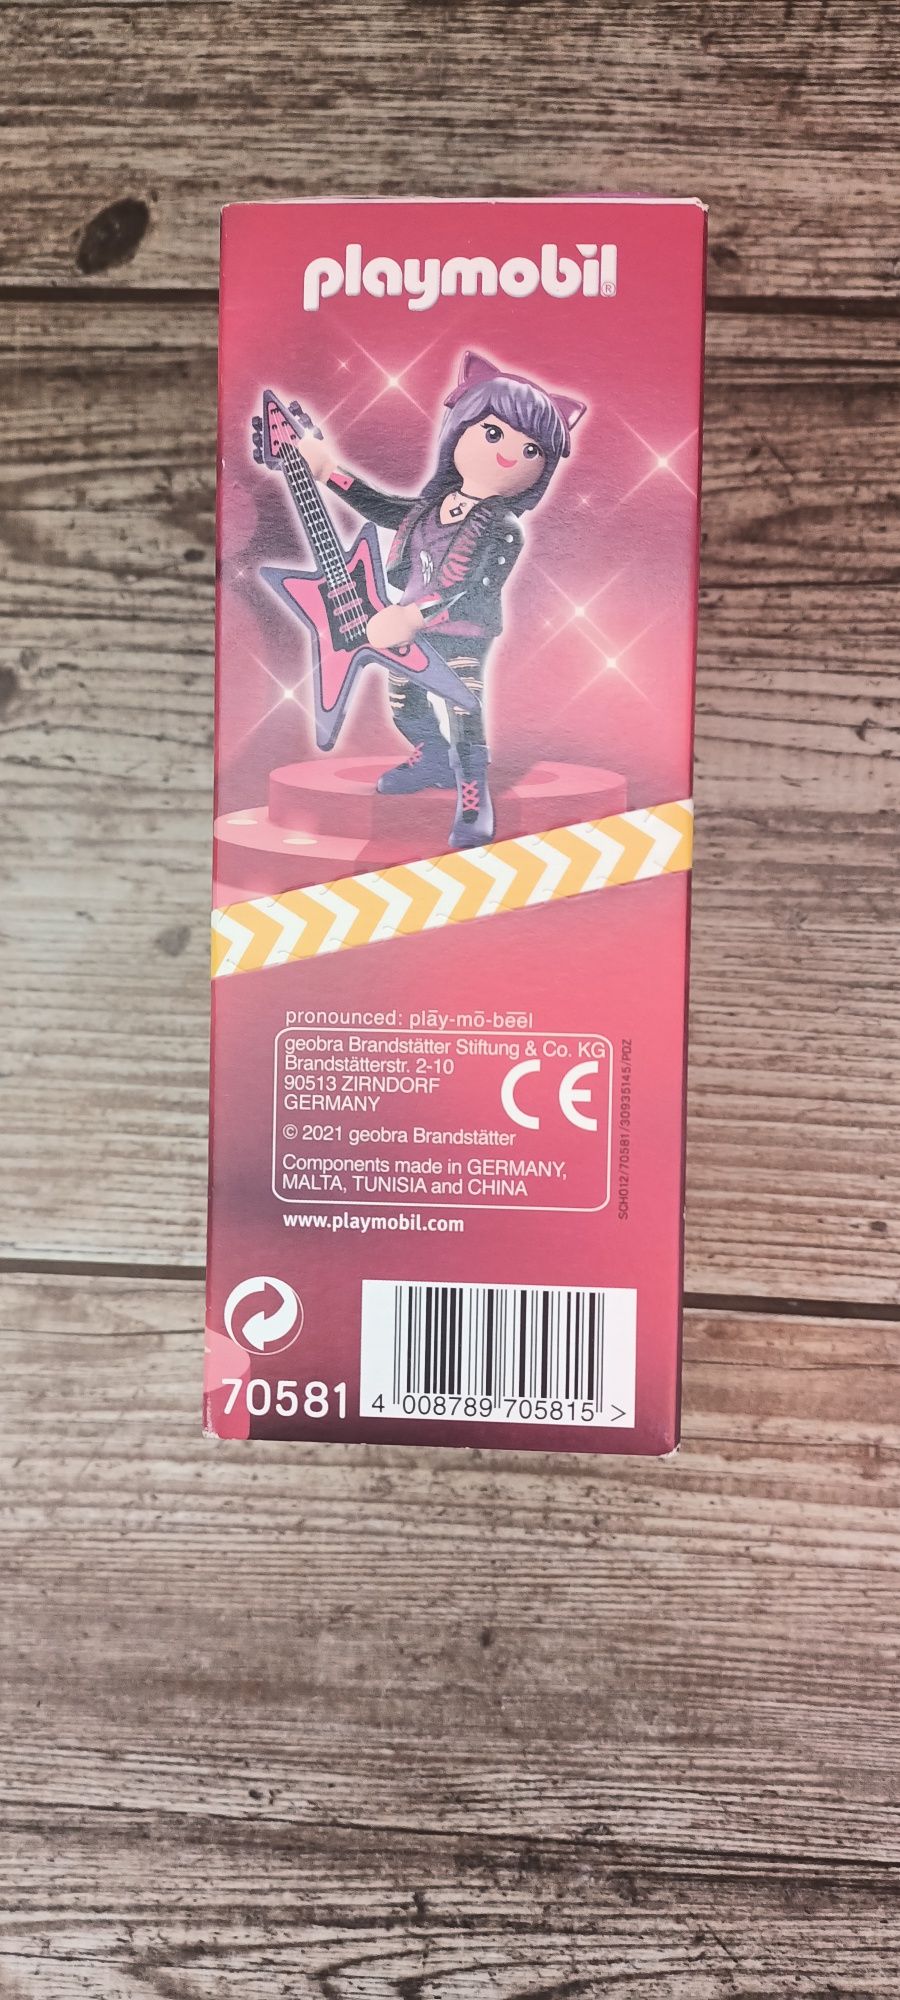 playmobil®
pronounced: plāy-mō-bēēl
geobra Brandstätter Stiftung & Co. KG
Brandstätterstr. 2-10
90513 ZIRNDORF
GERMANY
CE
© 2021 geobra Brandstätter
Components made in GERMANY,
MALTA, TUNISIA and CHINA
SCH012/70581/30935145/PDZ
www.playmobil.com
70581
4 008789 705815 >